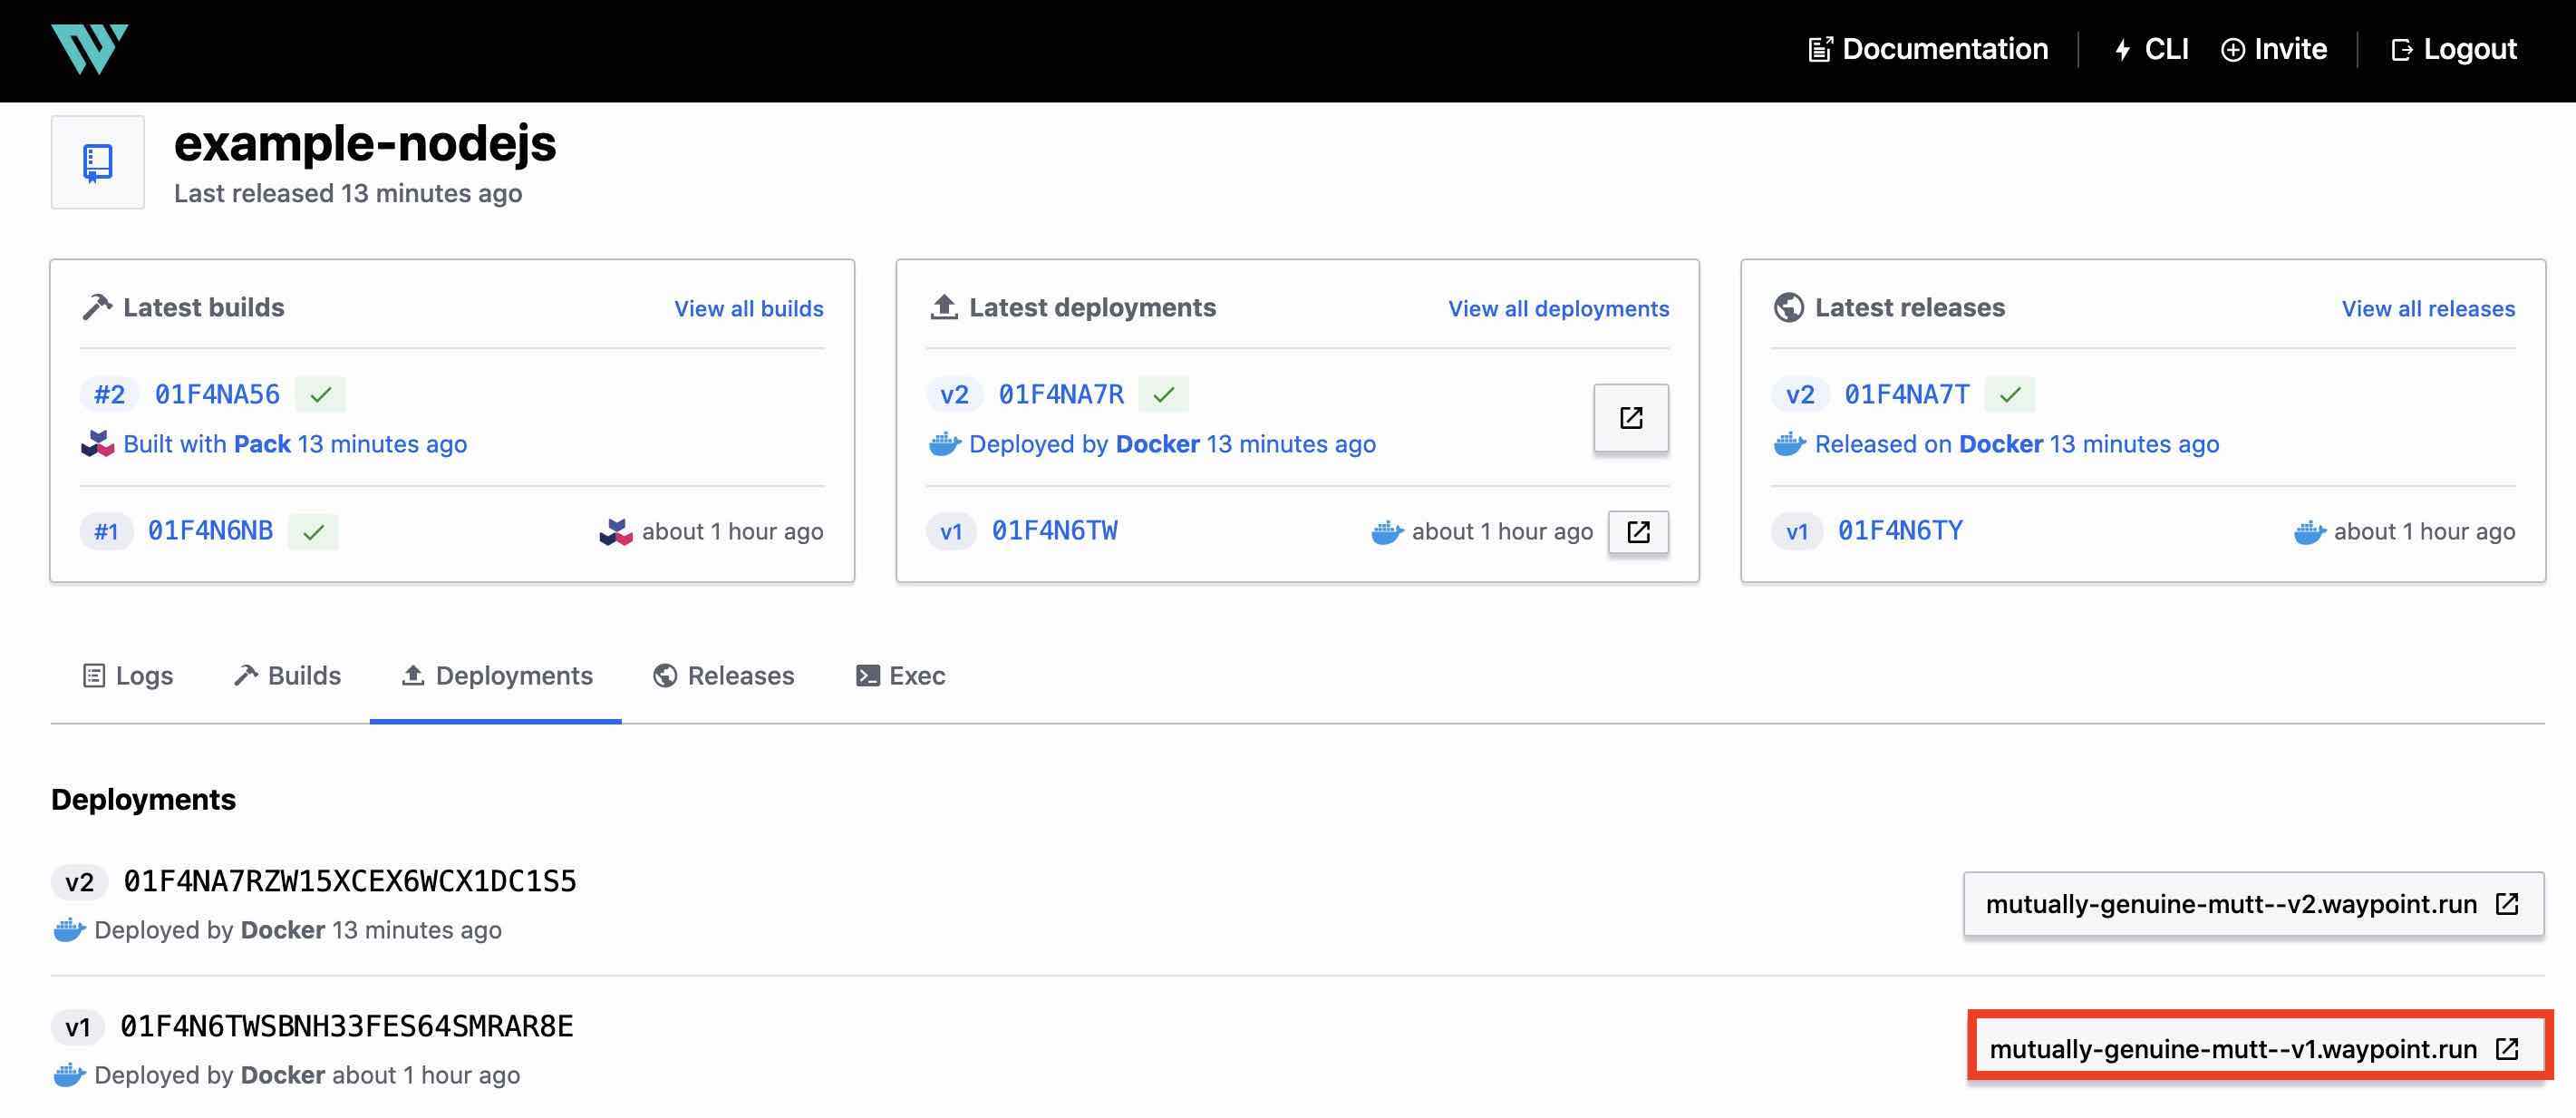 Documentation CLI Invite Logout
example-nodejs
Last released 13 minutes ago
Latest builds View all builds
#2 01F4NA56
Built with Pack 13 minutes ago
#1 01F4N6NB about 1 hour ago
Latest deployments View all deployments
v2 01F4NA7R
Deployed by Docker 13 minutes ago
v1 01F4N6TW about 1 hour ago
Latest releases View all releases
v2 01F4NA7T
Released on Docker 13 minutes ago
v1 01F4N6TY about 1 hour ago
Logs Builds Deployments Releases Exec
Deployments
v2 01F4NA7RZW15XCEX6WCX1DC1S5
Deployed by Docker 13 minutes ago
mutually-genuine-mutt--v2.waypoint.run
v1 01F4N6TWSBNH33FES64SMRAR8E
Deployed by Docker about 1 hour ago
mutually-genuine-mutt--v1.waypoint.run